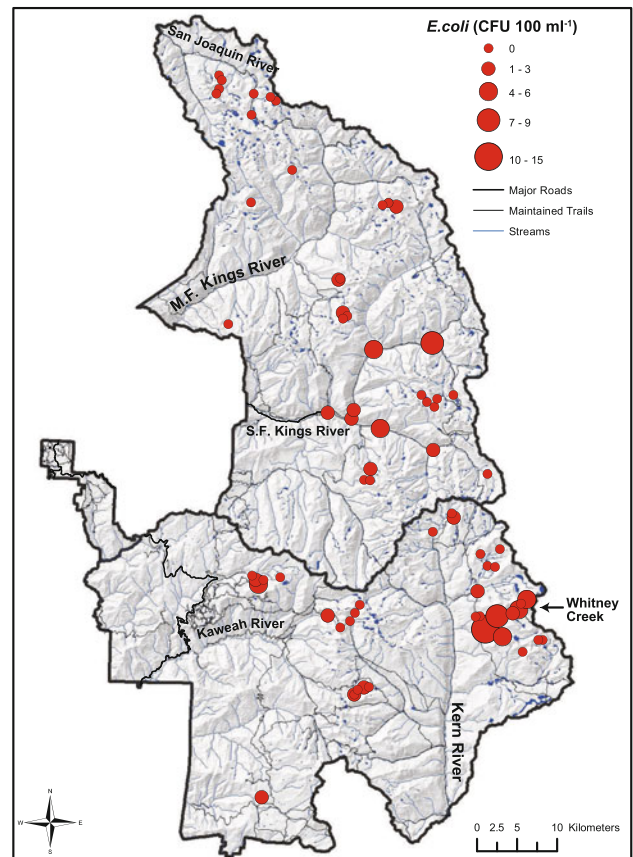 E.coli (CFU 100 ml-1)
0
1 - 3
4 - 6
7 - 9
10 - 15
Major Roads
Maintained Trails
Streams
San Joaquin River
M.F. Kings River
S.F. Kings River
Kaweah River
Whitney
Creek
Kern River
N
W
E
S
0 2.5 5 10 Kilometers